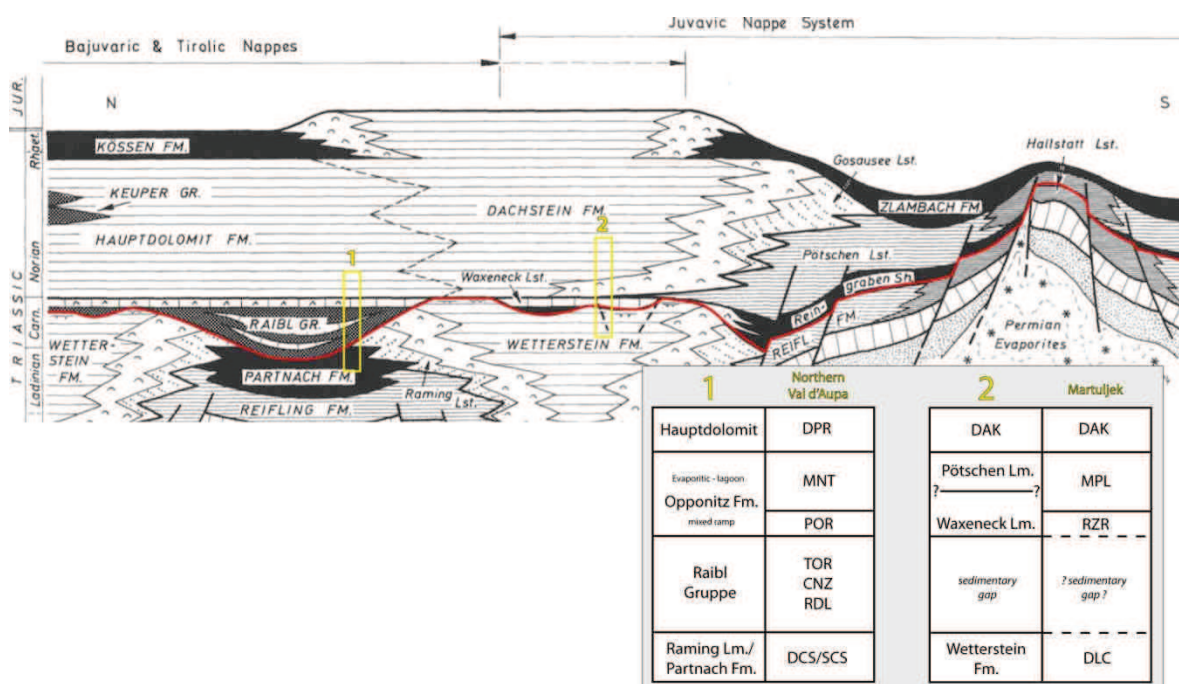 Juvavic Nappe System
Bajuvaric & Tirolic Nappes
JUR.
N
S
Rhaet.
KÖSSEN FM.
Hallstatt Lst.
Gosausee Lst.
KEUPER GR.
ZLAMBACH FM.
DACHSTEIN FM.
2
HAUPTDOLOMIT FM.
1
Norian
Pötschen Lst.
Waxeneck Lst.
graben Sh.
Rein-
TRIASSIC
Carn.
RAIBL GR.
FM.
WETTER-
STEIN
FM.
WETTERSTEIN FM.
REIFL.
Permian
Evaporites
PARTNACH FM.
Ladinian
Raming
Lst.
REIFLING FM.
1
Northern
Val d'Aupa
Hauptdolomit
DPR
Evaporitic - lagoon
Opponitz Fm.
mixed ramp
MNT
POR
Raibl
Gruppe
TOR
CNZ
RDL
Raming Lm./
Partnach Fm.
DCS/SCS
2
Martuljek
DAK
DAK
Pötschen Lm.
? ?
Waxeneck Lm.
MPL
RZR
sedimentary
gap
? sedimentary
gap ?
Wetterstein
Fm.
DLC